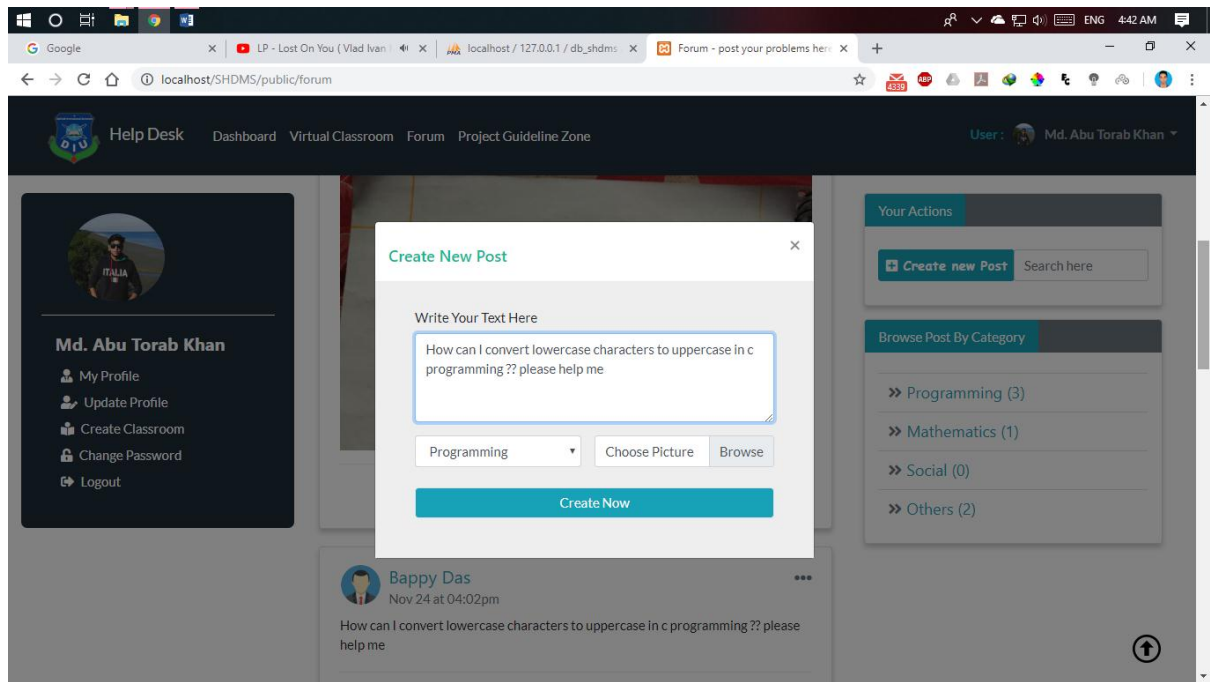 ENG 4:42 AM
Google
LP - Lost On You ( Vlad Ivan
localhost / 127.0.0.1 / db_shdms
Forum - post your problems here
localhost/SHDMS/public/forum
4339
ABP
DIU
Help Desk Dashboard Virtual Classroom Forum Project Guideline Zone
User : Md. Abu Torab Khan
ITALIA
Md. Abu Torab Khan
My Profile
Update Profile
Create Classroom
Change Password
Logout
Create New Post
×
Write Your Text Here
How can I convert lowercase characters to uppercase in c
programming ?? please help me
Programming
Choose Picture Browse
Create Now
Bappy Das
Nov 24 at 04:02pm
How can I convert lowercase characters to uppercase in c programming ?? please
help me
Your Actions
Create new Post Search here
Browse Post By Category
Programming (3)
Mathematics (1)
Social (0)
Others (2)